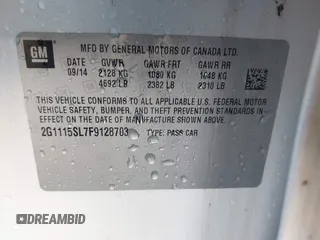 GM
MFD BY GENERAL MOTORS OF CANADA LTD.
DATE GVWR GAWR FRT GAWR RR
09/14 2128 KG 1080 KG 1048 KG
4692 LB 2382 LB 2310 LB
THIS VEHICLE CONFORMS TO ALL APPLICABLE U.S. FEDERAL MOTOR
VEHICLE SAFETY, BUMPER, AND THEFT PREVENTION STANDARDS IN
EFFECT ON THE DATE OF MANUFACTURE SHOWN ABOVE.
2G1115SL7F9128703 TYPE: PASS CAR
DREAMBID